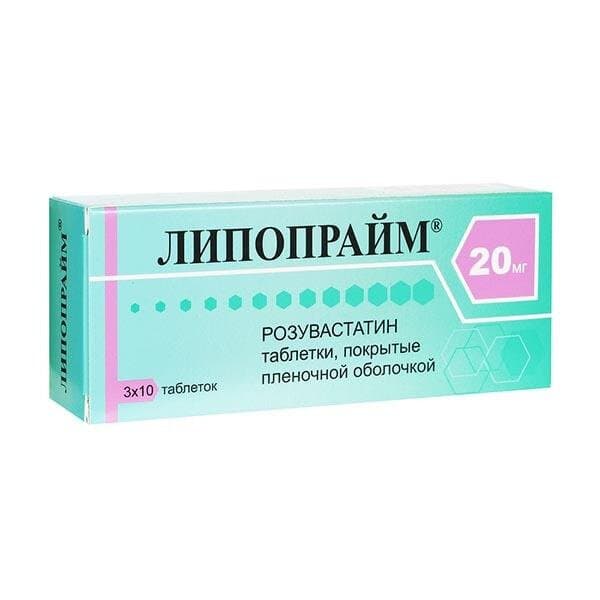 ЛИПОПРАЙМ®
ЛИПОПРАЙМ®
20 мг
РОЗУВАСТАТИН
таблетки, покрытые
пленочной оболочкой
3x10 таблеток